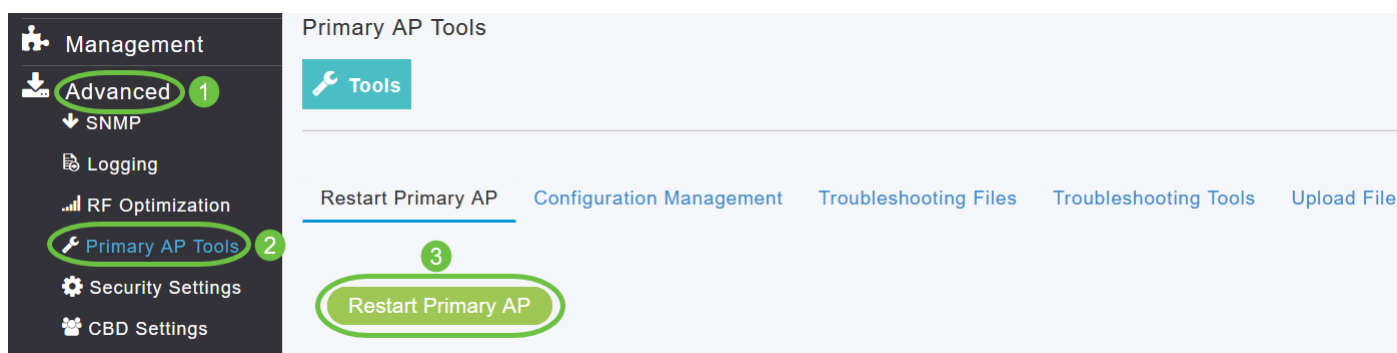 Management
Advanced 1
SNMP
Logging
RF Optimization
Primary AP Tools 2
Security Settings
CBD Settings
Primary AP Tools
Tools
Restart Primary AP Configuration Management Troubleshooting Files Troubleshooting Tools Upload File
3
Restart Primary AP